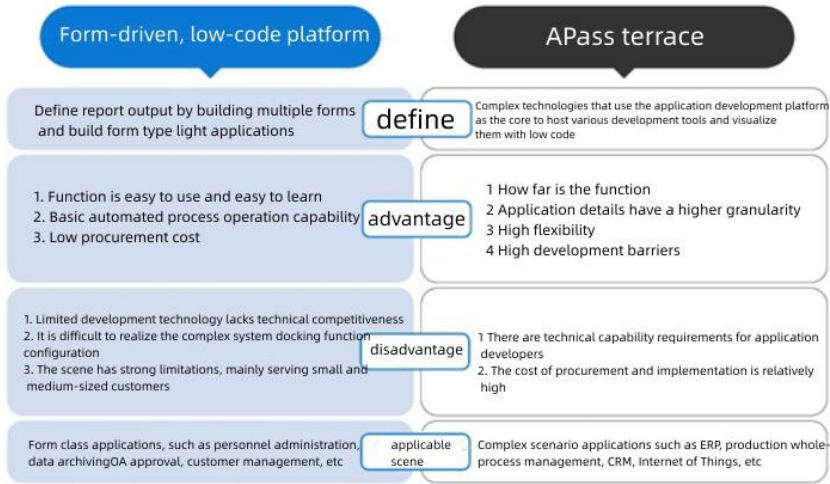 Form-driven, low-code platform
APass terrace
Define report output by building multiple forms
and build form type light applications
define
Complex technologies that use the application development platform
as the core to host various development tools and visualize
them with low code
1. Function is easy to use and easy to learn
2. Basic automated process operation capability
3. Low procurement cost
advantage
1 How far is the function
2 Application details have a higher granularity
3 High flexibility
4 High development barriers
1. Limited development technology lacks technical competitiveness
2. It is difficult to realize the complex system docking function
configuration
3. The scene has strong limitations, mainly serving small and
medium-sized customers
disadvantage
1 There are technical capability requirements for application
developers
2. The cost of procurement and implementation is relatively
high
Form class applications, such as personnel administration,
data archivingOA approval, customer management, etc
applicable
scene
Complex scenario applications such as ERP, production whole-
process management, CRM, Internet of Things, etc